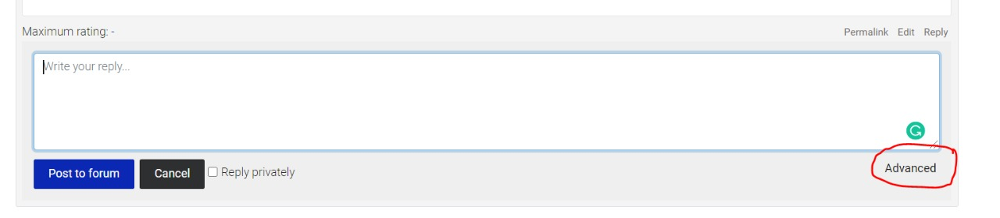 Maximum rating: - Permalink Edit Reply
Write your reply...
Post to forum Cancel Reply privately Advanced